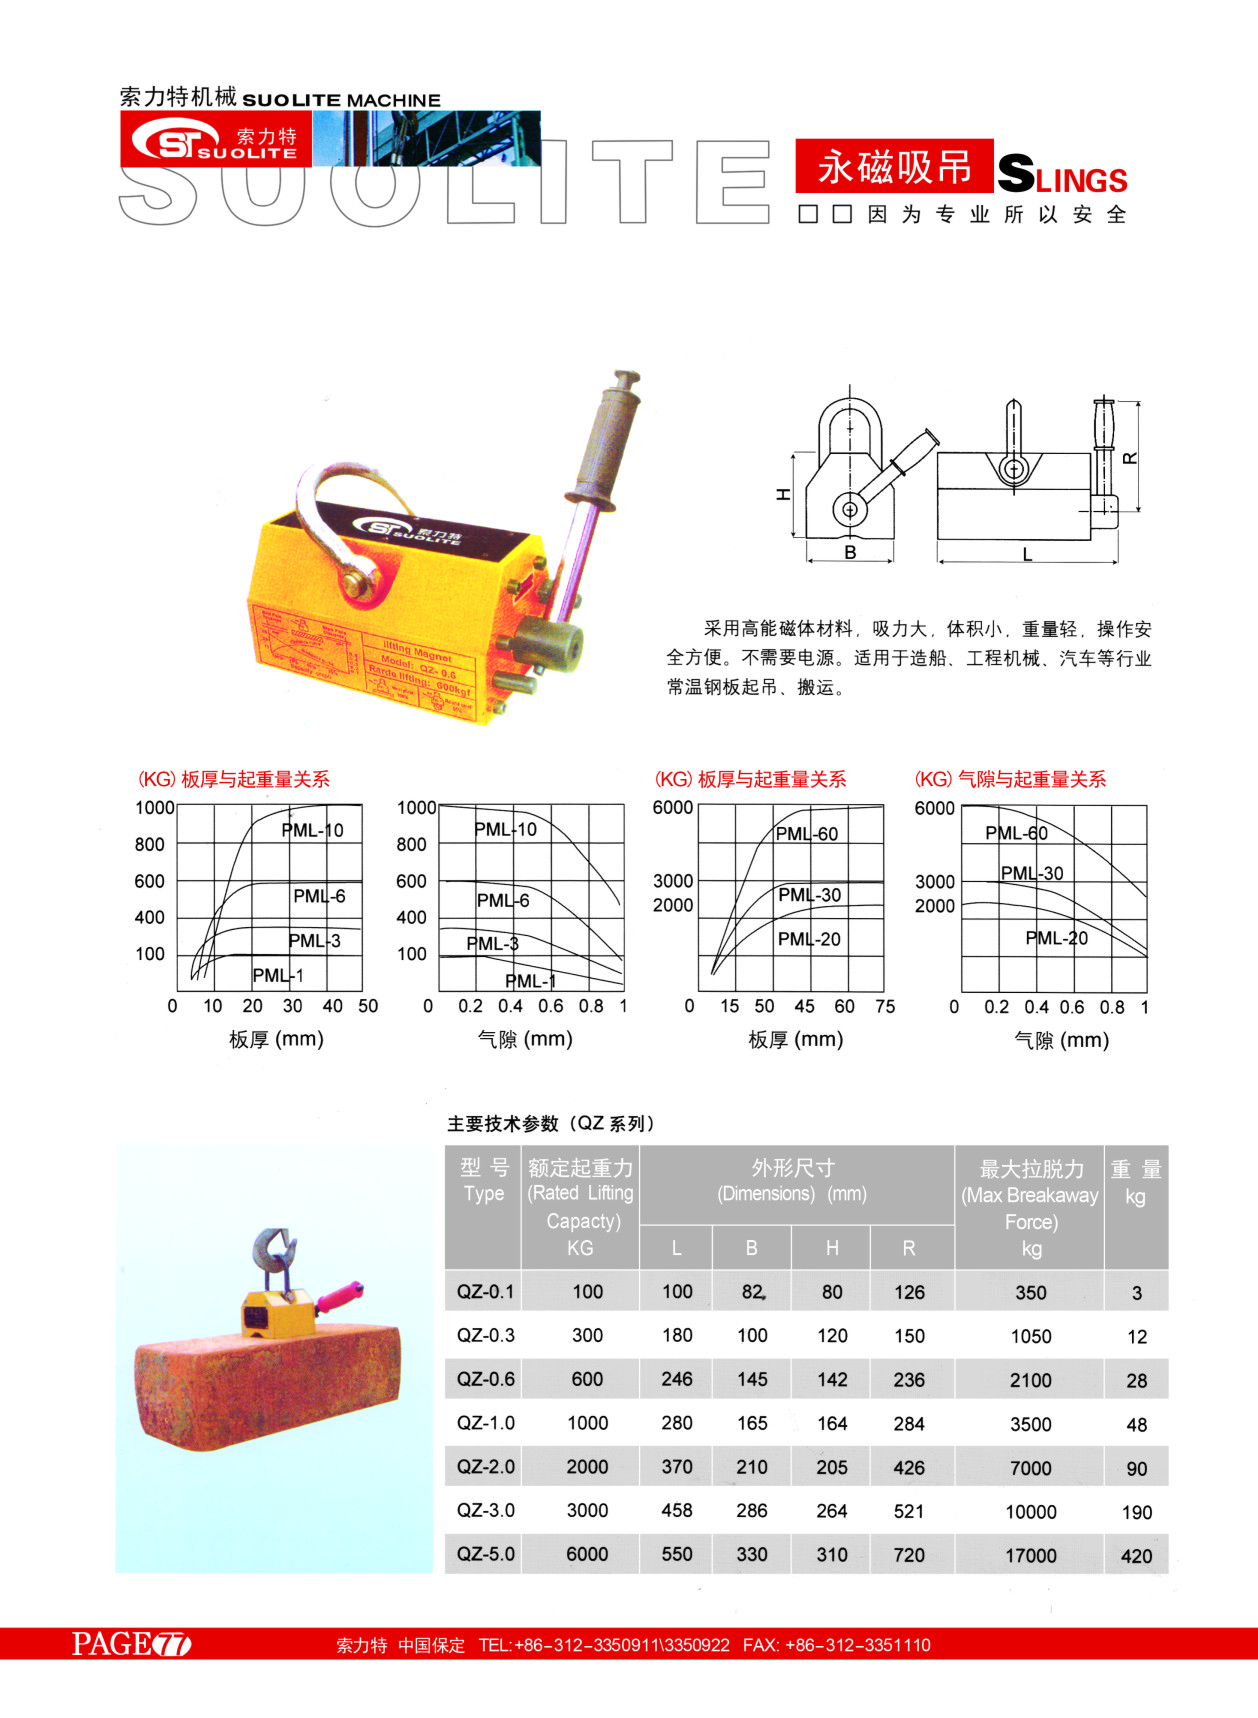 索力特机械 SUOLITE MACHINE
ST 索力特
SUOLITE
SUOLITE
永磁吸吊 SLINGS
□□因为专业所以安全
ST 索力特
SUOLITE
lifting Magnet
Model: QZ-0.6
Rarde lifting: 600kgf
H
B
L
R
采用高能磁体材料，吸力大，体积小，重量轻，操作安
全方便。不需要电源。适用于造船、工程机械、汽车等行业
常温钢板起吊、搬运。
(KG) 板厚与起重量关系
1000
800
600
400
100
PML-10
PML-6
PML-3
PML-1
0 10 20 30 40 50
板厚 (mm)
1000
800
600
400
100
PML-10
PML-6
PML-3
PML-1
0 0.2 0.4 0.6 0.8 1
气隙 (mm)
(KG) 板厚与起重量关系
6000
3000
2000
PML-60
PML-30
PML-20
0 15 50 45 60 75
板厚 (mm)
(KG) 气隙与起重量关系
6000
3000
2000
PML-60
PML-30
PML-20
0 0.2 0.4 0.6 0.8 1
气隙 (mm)
主要技术参数（QZ 系列）
型 号 额定起重力 外形尺寸 最大拉脱力 重 量
Type (Rated Lifting Capacty) KG (Dimensions) (mm) (Max Breakaway Force) kg kg
L B H R
QZ-0.1 100 100 82 80 126 350 3
QZ-0.3 300 180 100 120 150 1050 12
QZ-0.6 600 246 145 142 236 2100 28
QZ-1.0 1000 280 165 164 284 3500 48
QZ-2.0 2000 370 210 205 426 7000 90
QZ-3.0 3000 458 286 264 521 10000 190
QZ-5.0 6000 550 330 310 720 17000 420
PAGE 77
索力特 中国保定 TEL:+86-312-3350911\3350922 FAX: +86-312-3351110